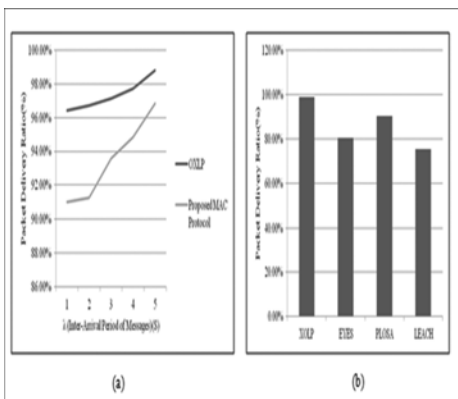 100.00%
98.00%
96.00%
94.00%
92.00%
90.00%
88.00%
86.00%
Packet Delivery Ratio(%)
1 2 3 4 5
λ (Inter-Arrival Period of Messages)(S)
OXLP
Proposed MAC
Protocol
(a)
120.00%
100.00%
80.00%
60.00%
40.00%
20.00%
0.00%
Packet Delivery Ratio(%)
XOLP EYES PLOSA LEACH
(b)